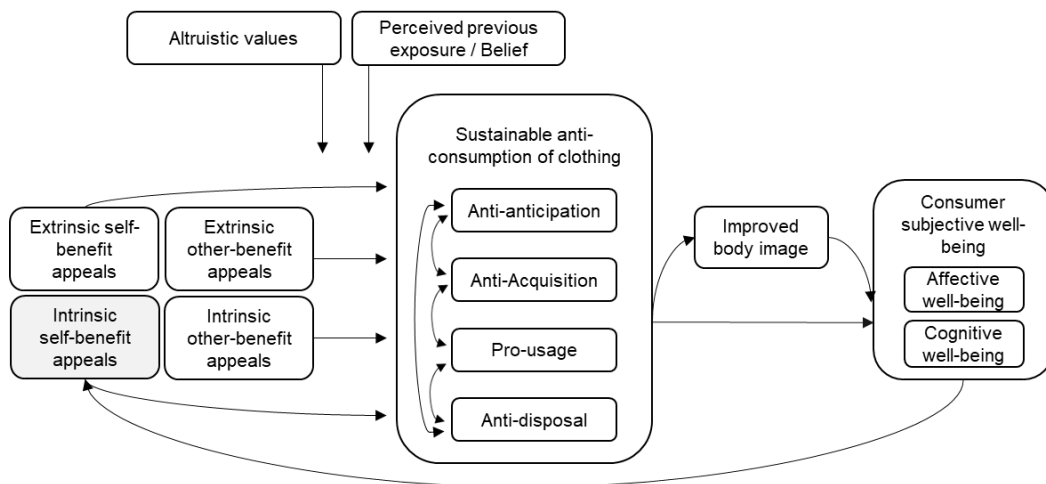 Altruistic values
Perceived previous
exposure / Belief
Sustainable anti-
consumption of clothing
Anti-anticipation
Anti-Acquisition
Pro-usage
Anti-disposal
Extrinsic self-
benefit
appeals
Extrinsic
other-benefit
appeals
Intrinsic
self-benefit
appeals
Intrinsic
other-benefit
appeals
Improved
body image
Consumer
subjective well-
being
Affective
well-being
Cognitive
well-being